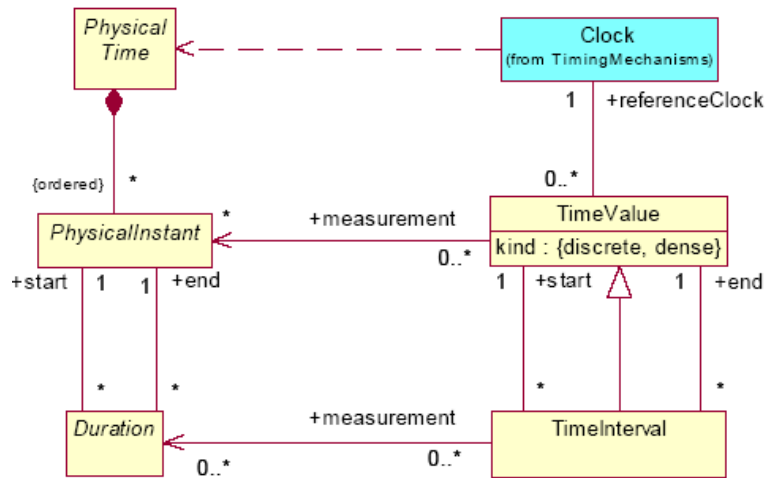 Physical
Time
Clock
(from TimingMechanisms)
1
+referenceClock
{ordered}
*
0..*
PhysicalInstant
*
+measurement
0..*
TimeValue
kind : {discrete, dense}
+start
1
1
+end
1
+start
1
+end
*
*
*
*
Duration
+measurement
0..*
0..*
TimeInterval